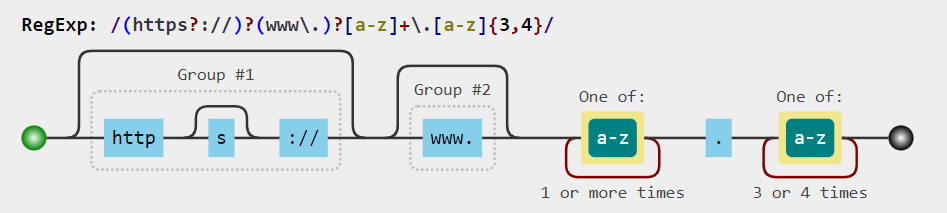 RegExp: /(https?://)?(www\.)?[a-z]+\.[a-z]{3,4}/
Group #1
Group #2
One of:
One of:
http
s
://
www.
a-z
.
a-z
1 or more times
3 or 4 times